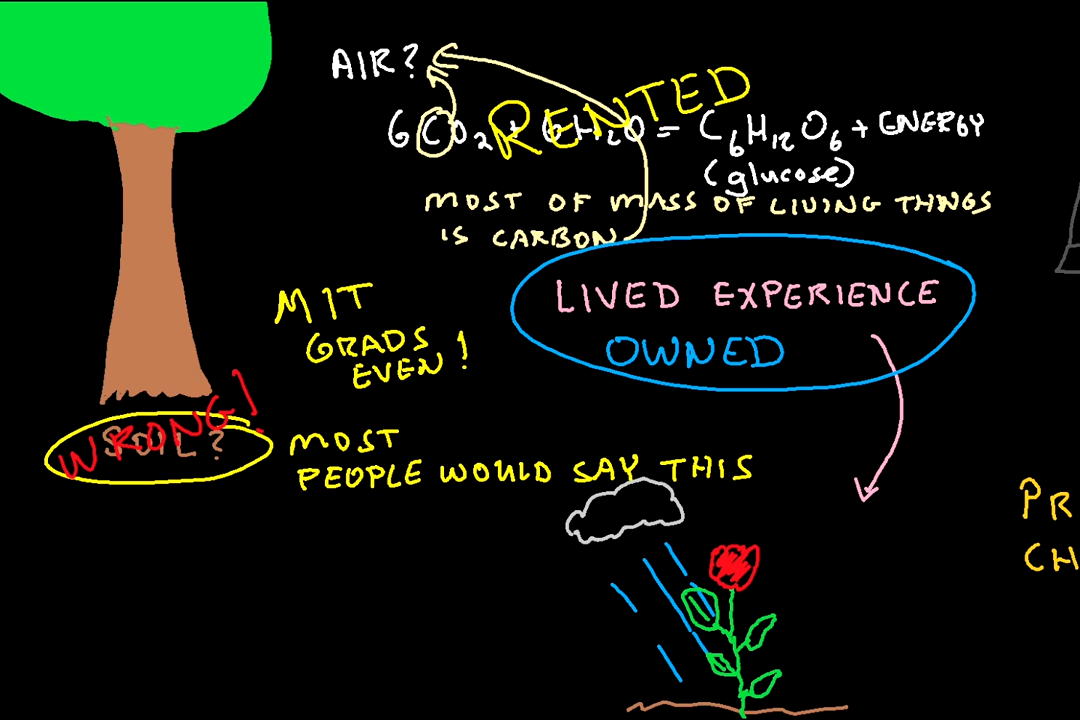 AIR?
RENTED
6CO2 + 6H2O = C6H12O6 + ENERGY
(glucose)
MOST OF MASS OF LIVING THINGS
IS CARBON
LIVED EXPERIENCE
OWNED
MIT
GRADS
EVEN!
WRONG!
SOIL?
MOST
PEOPLE WOULD SAY THIS
PR
CH